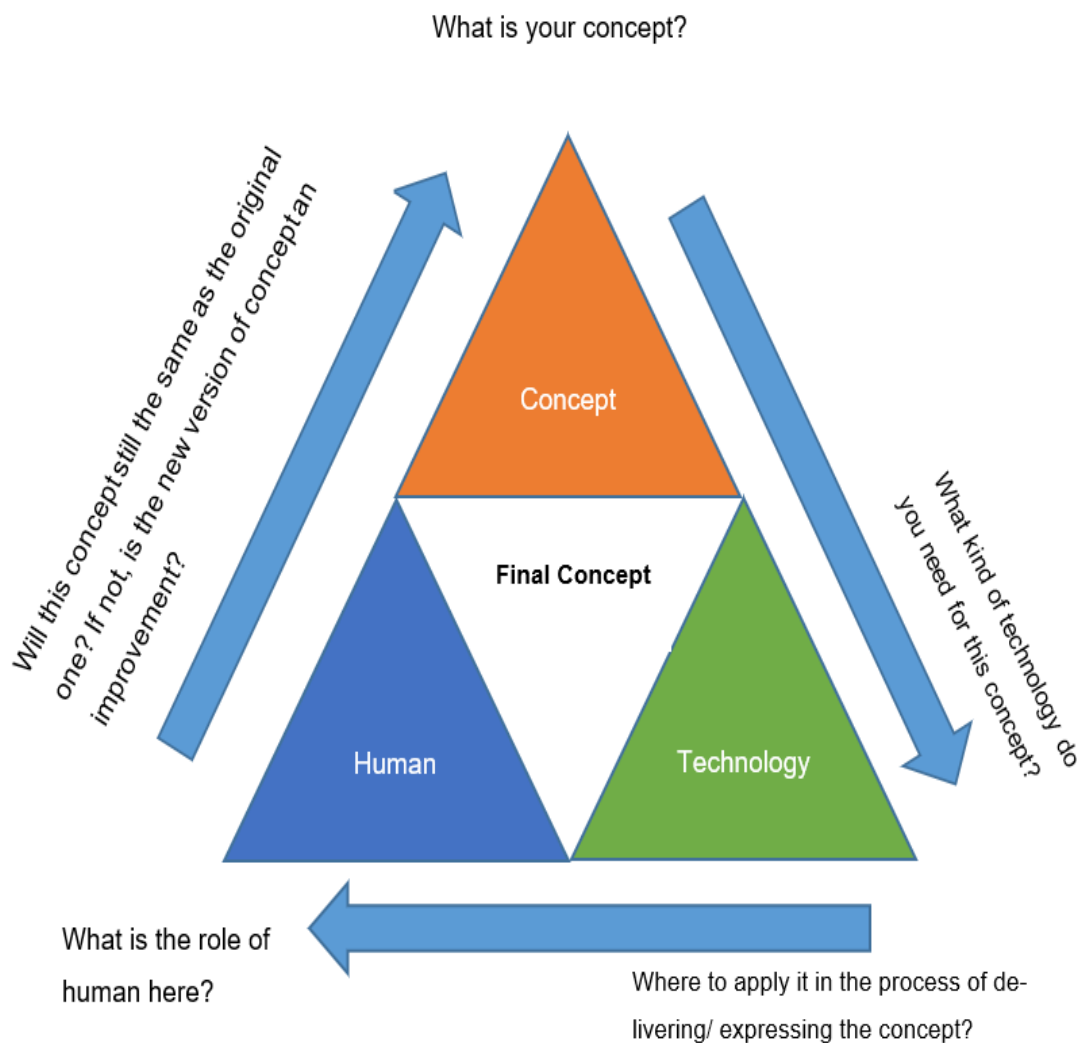 What is your concept?
Will this concept still the same as the original
one? If not, is the new version of concept an
improvement?
Concept
What kind of technology do
you need for this concept?
Final Concept
Human
Technology
What is the role of
human here?
Where to apply it in the process of de-
livering/ expressing the concept?